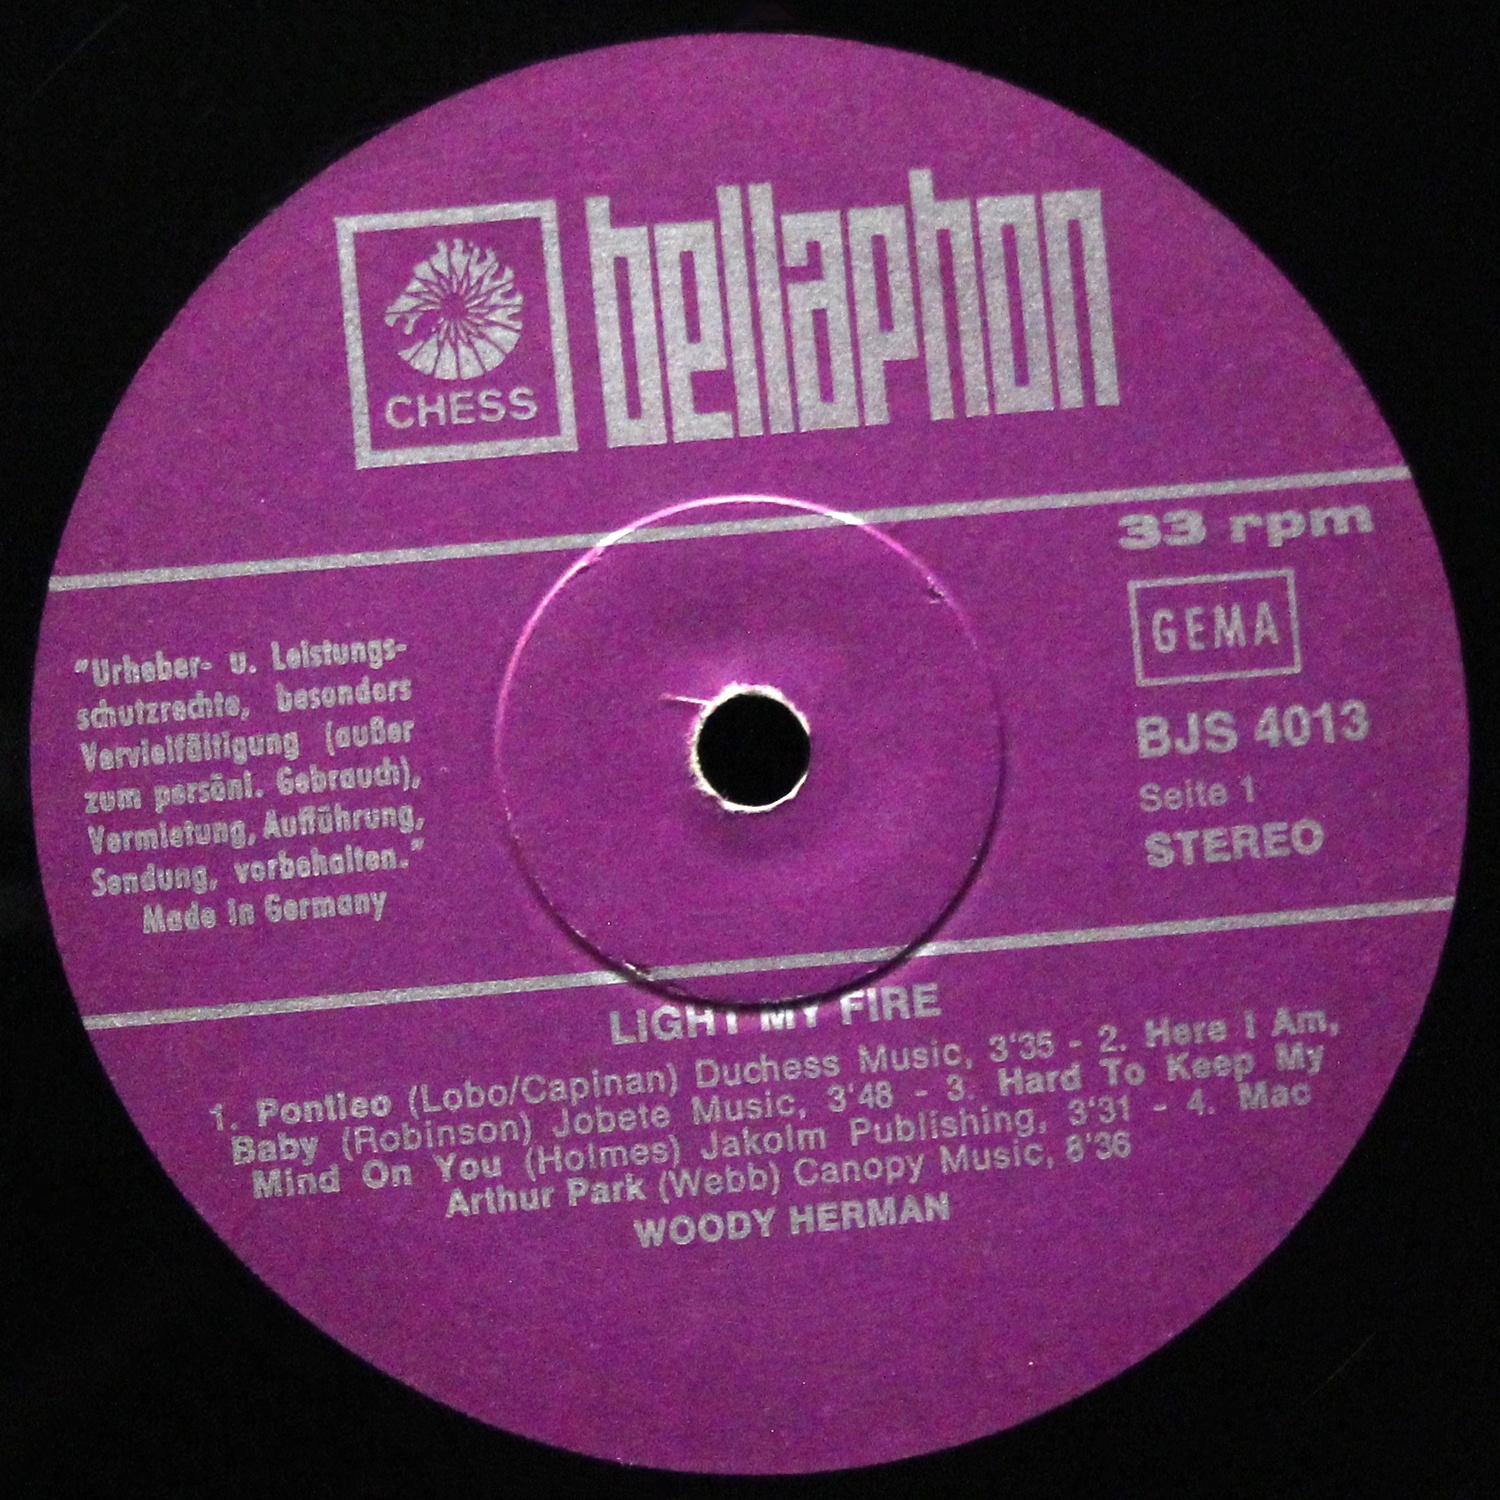 CHESS
bellaphon
33 rpm
GEMA
BJS 4013
Seite 1
STEREO
"Urheber- u. Leistungs-
schutzrechte, besonders
Vervielfältigung (außer
zum persönl. Gebrauch),
Vermietung, Aufführung,
Sendung, vorbehalten."
Made in Germany
LIGHT MY FIRE
1. Pontieo (Lobo/Capinan) Duchess Music, 3'35 - 2. Here I Am,
Baby (Robinson) Jobete Music, 3'48 - 3. Hard To Keep My
Mind On You (Holmes) Jakolm Publishing, 3'31 - 4. Mac
Arthur Park (Webb) Canopy Music, 8'36
WOODY HERMAN